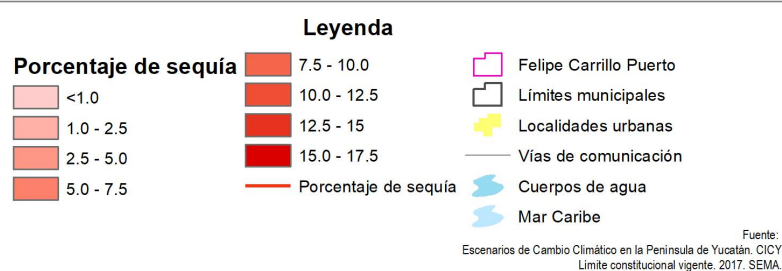 Leyenda
Porcentaje de sequía
<1.0
1.0 - 2.5
2.5 - 5.0
5.0 - 7.5
7.5 - 10.0
10.0 - 12.5
12.5 - 15
15.0 - 17.5
Porcentaje de sequía
Felipe Carrillo Puerto
Límites municipales
Localidades urbanas
Vías de comunicación
Cuerpos de agua
Mar Caribe
Fuente:
Escenarios de Cambio Climático en la Peninsula de Yucatán. CICY
Limite constitucional vigente. 2017. SEMA.